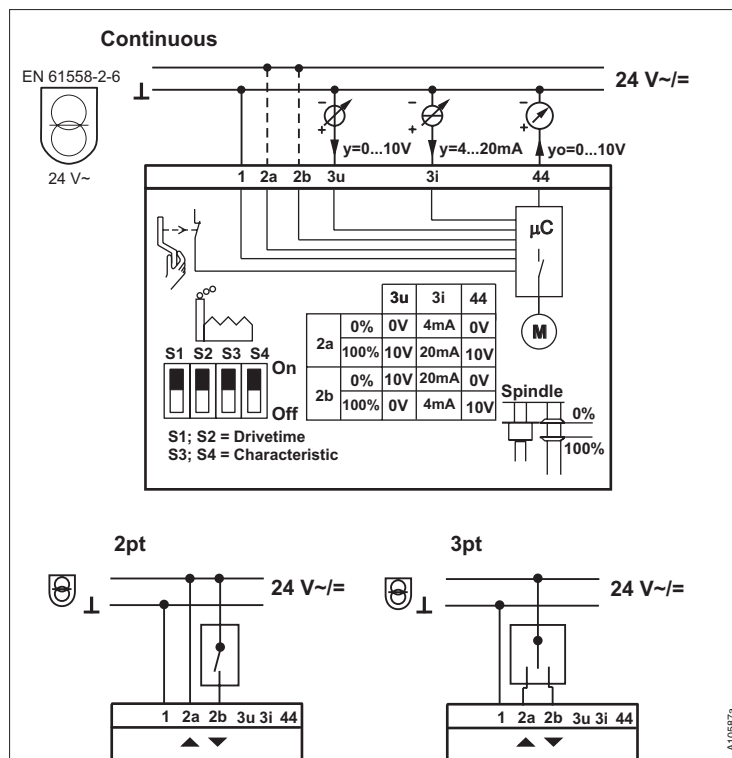 Continuous
EN 61558-2-6
24 V~
⊥
24 V~/=
− − −
+ + +
y=0...10V y=4...20mA yo=0...10V
1 2a 2b 3u 3i 44
µC
M
3u 3i 44
2a 0% 0V 4mA 0V
100% 10V 20mA 10V
2b 0% 10V 20mA 0V
100% 0V 4mA 10V
S1 S2 S3 S4
On
Off
S1; S2 = Drivetime
S3; S4 = Characteristic
Spindle
0%
100%
2pt
⊥
24 V~/=
1 2a 2b 3u 3i 44
3pt
⊥
24 V~/=
1 2a 2b 3u 3i 44
A10587a